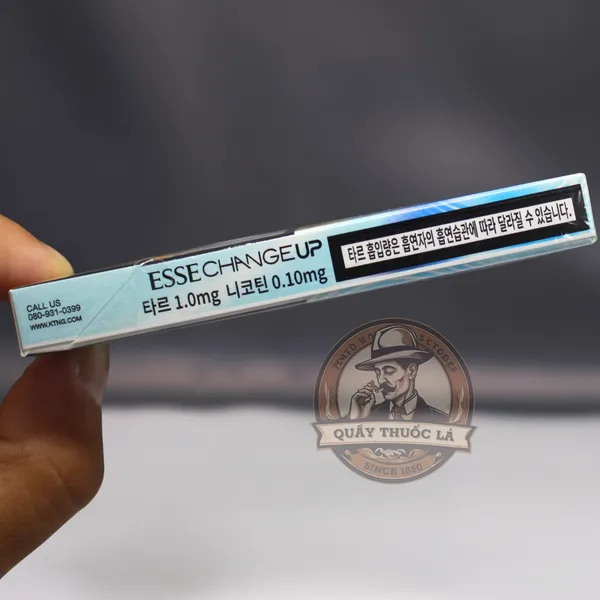 ESSE CHANGE UP
타르 1.0mg 니코틴 0.10mg
타르 흡입량은 흡연자의 흡연습관에 따라 달라질 수 있습니다.
CALL US
080-931-0399
WWW.KTNG.COM
QUẦY THUỐC LÁ